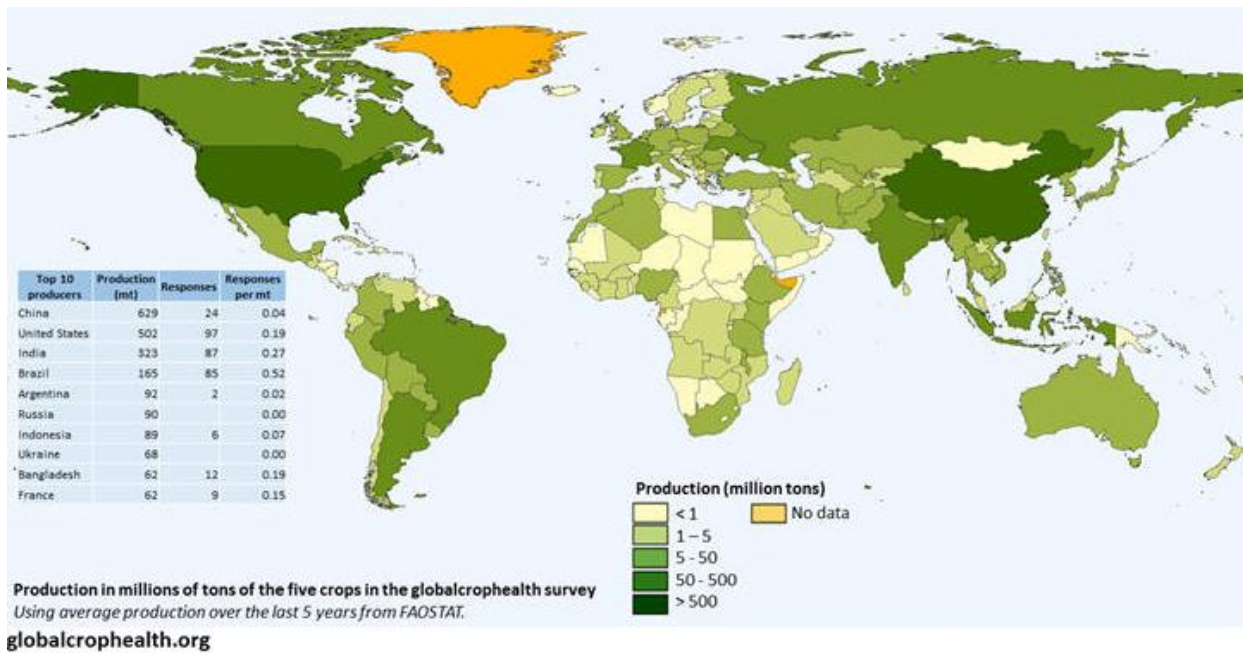 Top 10 producers Production (mt) Responses Responses per mt
China 629 24 0.04
United States 502 97 0.19
India 323 87 0.27
Brazil 165 85 0.52
Argentina 92 2 0.02
Russia 90 0.00
Indonesia 89 6 0.07
Ukraine 68 0.00
Bangladesh 62 12 0.19
France 62 9 0.15
Production (million tons)
< 1 No data
1 – 5
5 - 50
50 - 500
> 500
Production in millions of tons of the five crops in the globalcrophealth survey
Using average production over the last 5 years from FAOSTAT.
globalcrophealth.org